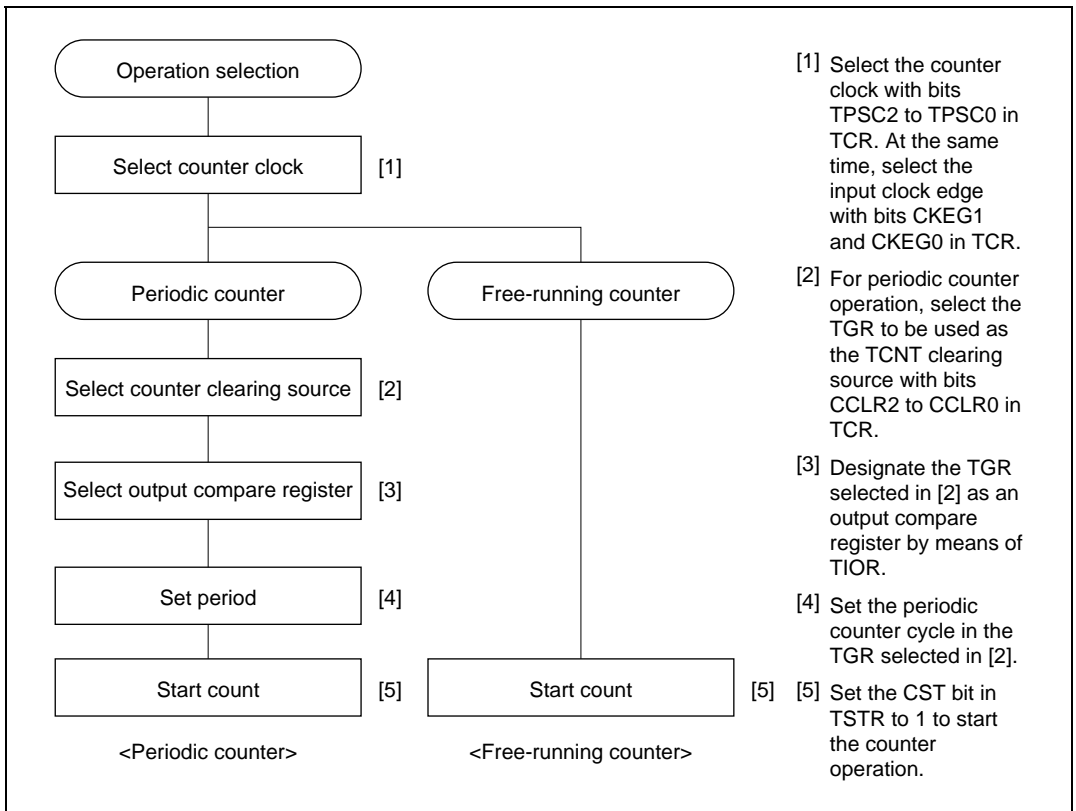 Operation selection
Select counter clock [1]
Periodic counter
Free-running counter
Select counter clearing source [2]
Select output compare register [3]
Set period [4]
Start count [5]
Start count [5]
<Periodic counter>
<Free-running counter>
[1] Select the counter
clock with bits
TPSC2 to TPSC0 in
TCR. At the same
time, select the
input clock edge
with bits CKEG1
and CKEG0 in TCR.
[2] For periodic counter
operation, select the
TGR to be used as
the TCNT clearing
source with bits
CCLR2 to CCLR0 in
TCR.
[3] Designate the TGR
selected in [2] as an
output compare
register by means of
TIOR.
[4] Set the periodic
counter cycle in the
TGR selected in [2].
[5] Set the CST bit in
TSTR to 1 to start
the counter
operation.